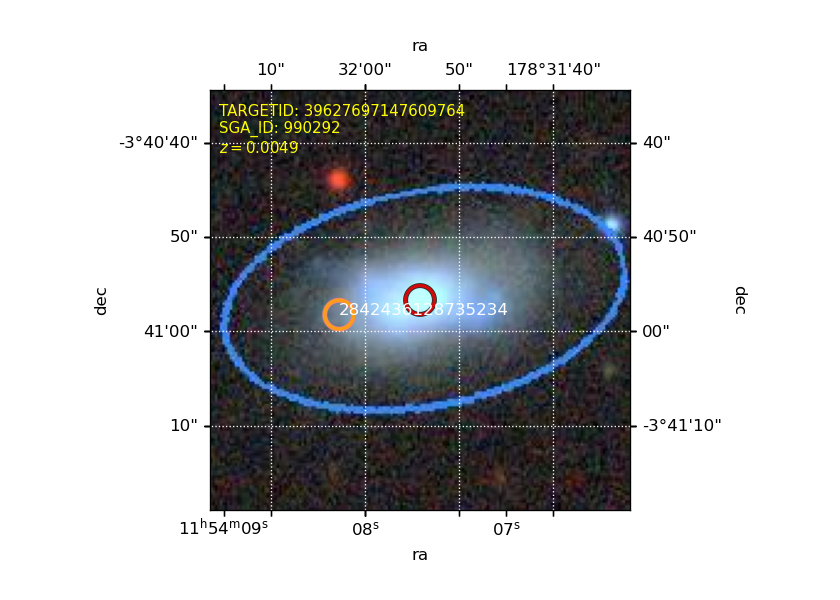 ra
10" 32'00" 50" 178°31'40"
TARGETID: 39627697147609764
SGA_ID: 990292
z = 0.0049
-3°40'40" 40"
50" 40'50"
dec dec
2842436128735234
41'00" 00"
10" -3°41'10"
11h54m09s 08s 07s
ra